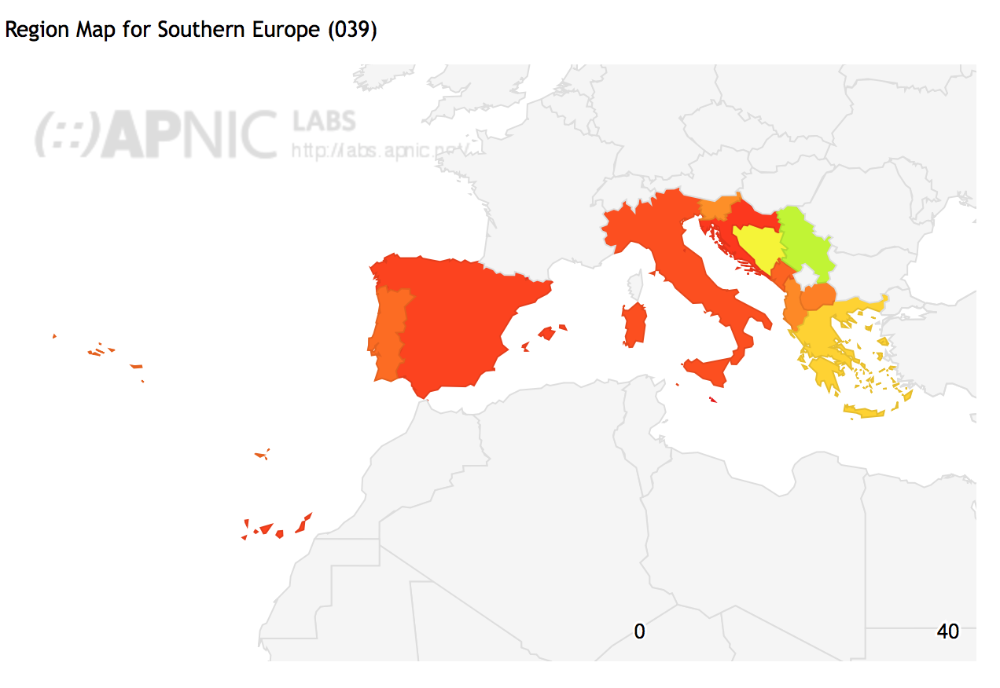 Region Map for Southern Europe (039)
(::)APNIC LABS
http://labs.apnic.net/
0 40